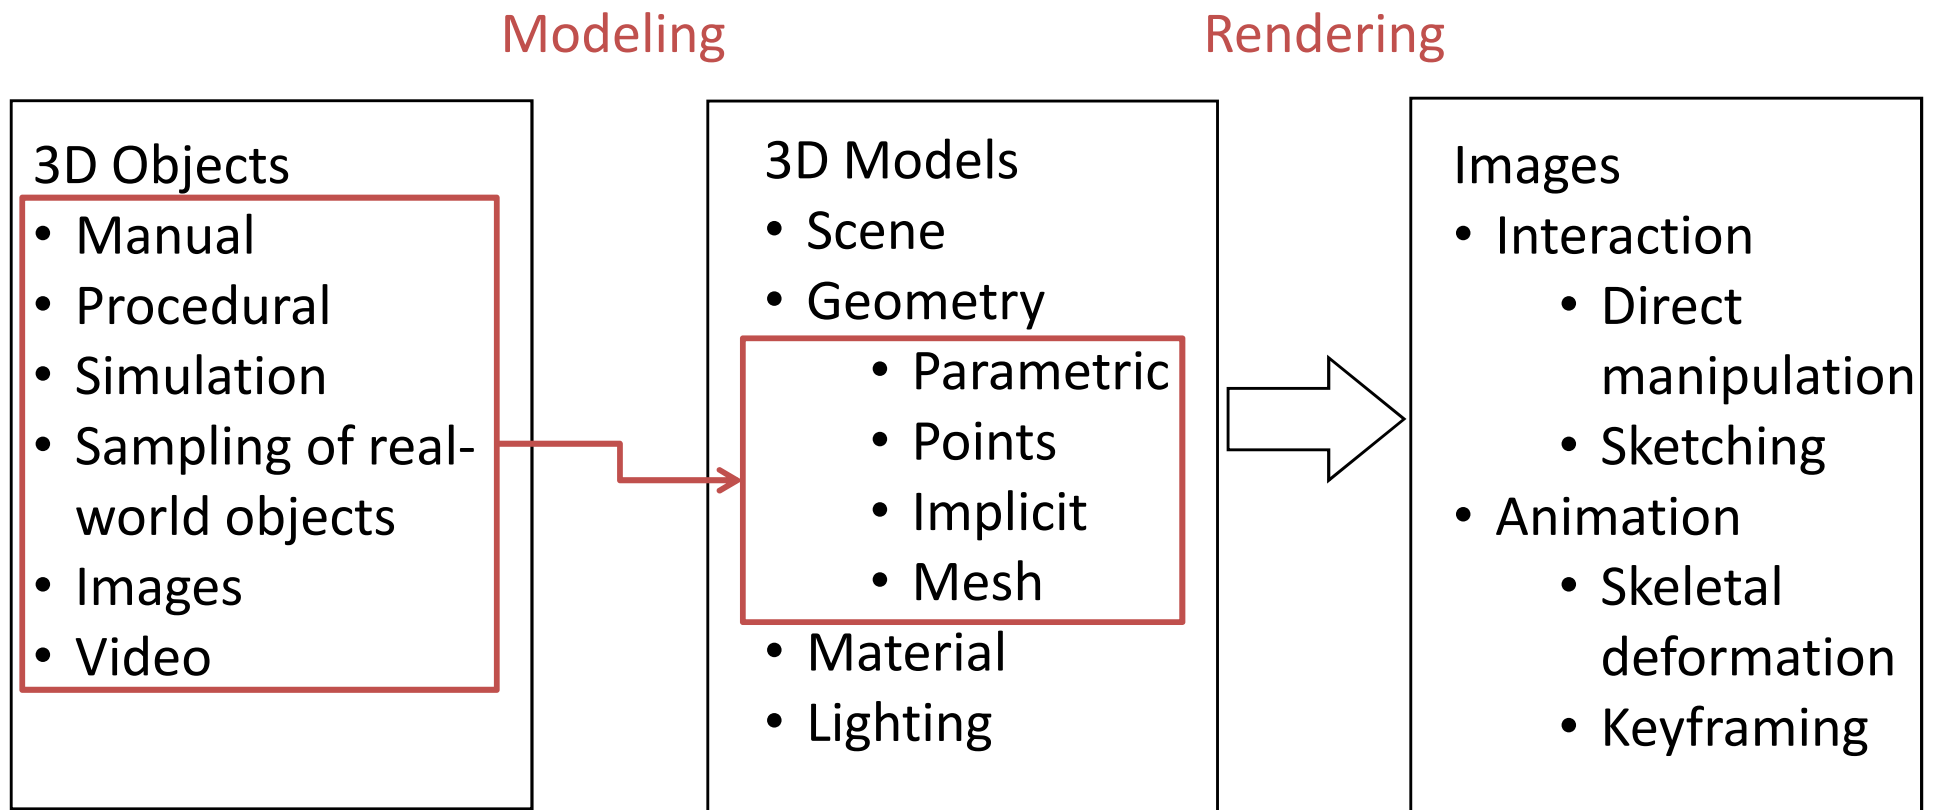 Modeling
Rendering
3D Objects
• Manual
• Procedural
• Simulation
• Sampling of real-
world objects
• Images
• Video
3D Models
• Scene
• Geometry
• Parametric
• Points
• Implicit
• Mesh
• Material
• Lighting
Images
• Interaction
• Direct
manipulation
• Sketching
• Animation
• Skeletal
deformation
• Keyframing